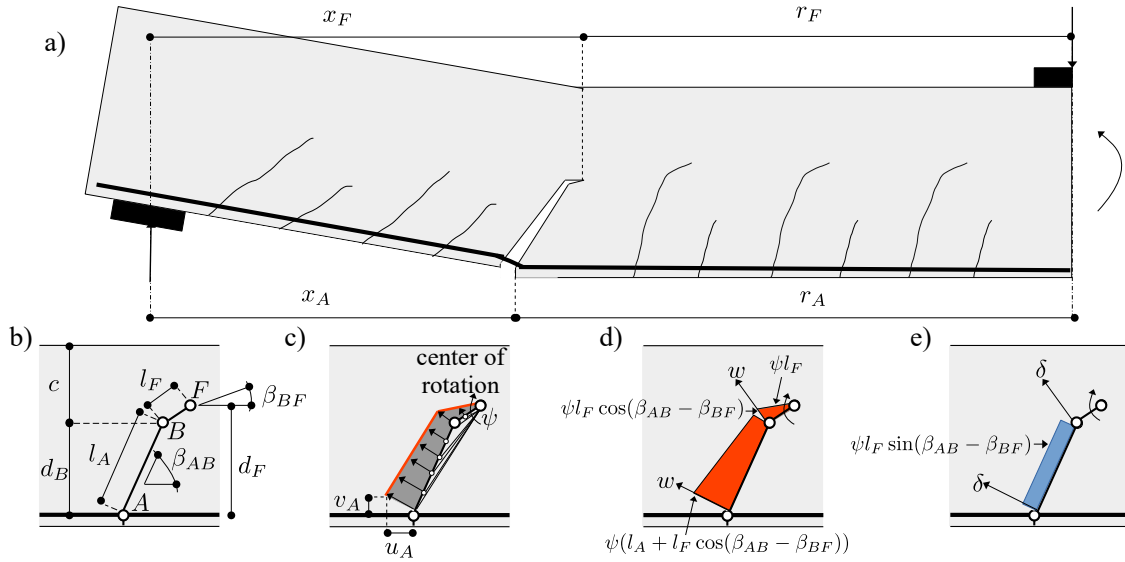 x_F
r_F
a)
x_A
r_A
b)
c)
d)
e)
c
l_F
F
β_BF
B
l_A
β_AB
d_B
d_F
A
center of
rotation
ψ
v_A
u_A
w
ψl_F
ψl_F cos(β_AB − β_BF)
w
ψ(l_A + l_F cos(β_AB − β_BF))
δ
ψl_F sin(β_AB − β_BF)
δ